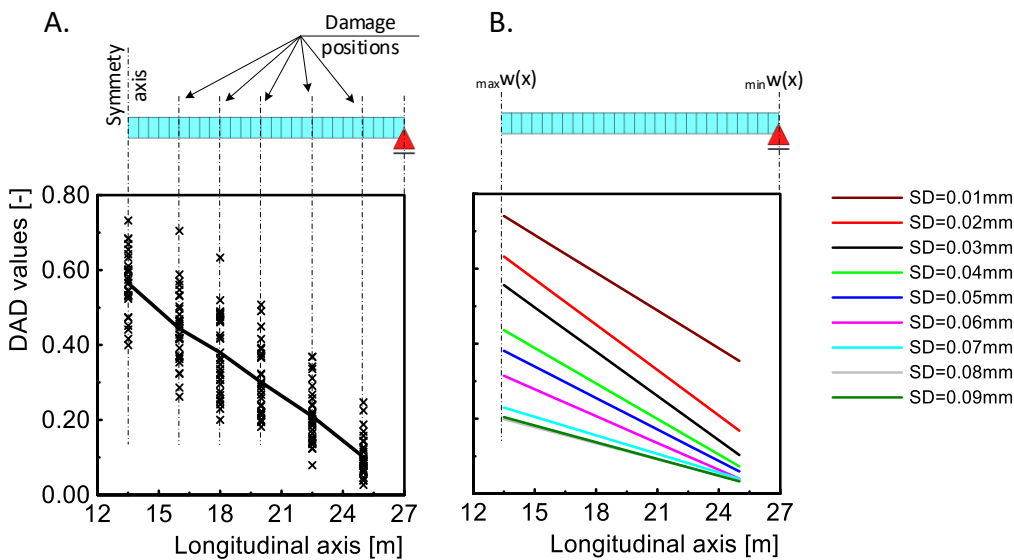 A.
Damage
positions
Symmety
axis
DAD values [-]
0.80
0.60
0.40
0.20
0.00
12 15 18 21 24 27
Longitudinal axis [m]
B.
maxw(x)
minw(x)
12 15 18 21 24 27
Longitudinal axis [m]
SD=0.01mm
SD=0.02mm
SD=0.03mm
SD=0.04mm
SD=0.05mm
SD=0.06mm
SD=0.07mm
SD=0.08mm
SD=0.09mm